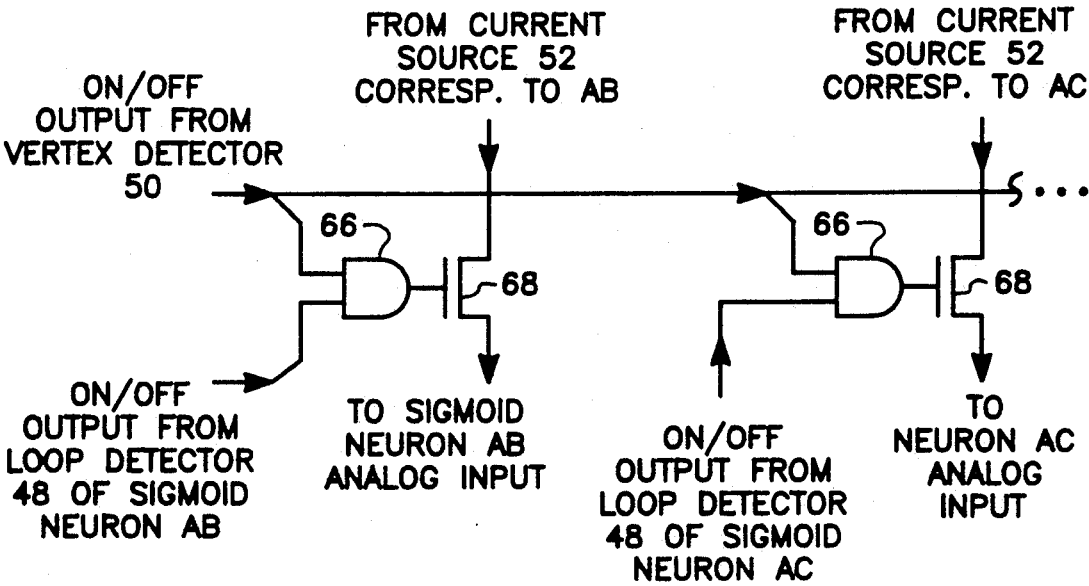 FROM CURRENT
SOURCE 52
CORRESP. TO AB
FROM CURRENT
SOURCE 52
CORRESP. TO AC
ON/OFF
OUTPUT FROM
VERTEX DETECTOR
50
66
68
66
68
ON/OFF
OUTPUT FROM
LOOP DETECTOR
48 OF SIGMOID
NEURON AB
TO SIGMOID
NEURON AB
ANALOG INPUT
ON/OFF
OUTPUT FROM
LOOP DETECTOR
48 OF SIGMOID
NEURON AC
TO
NEURON AC
ANALOG
INPUT